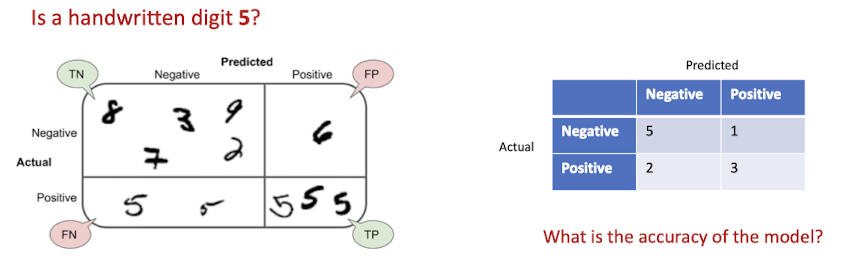 Is a handwritten digit 5?
Predicted
TN
Negative
Positive
FP
8 3 9
6
Negative
7 2
Actual
Positive
5 5
5 5 5
FN
TP
Predicted
Negative Positive
Actual
Negative 5 1
Positive 2 3
What is the accuracy of the model?